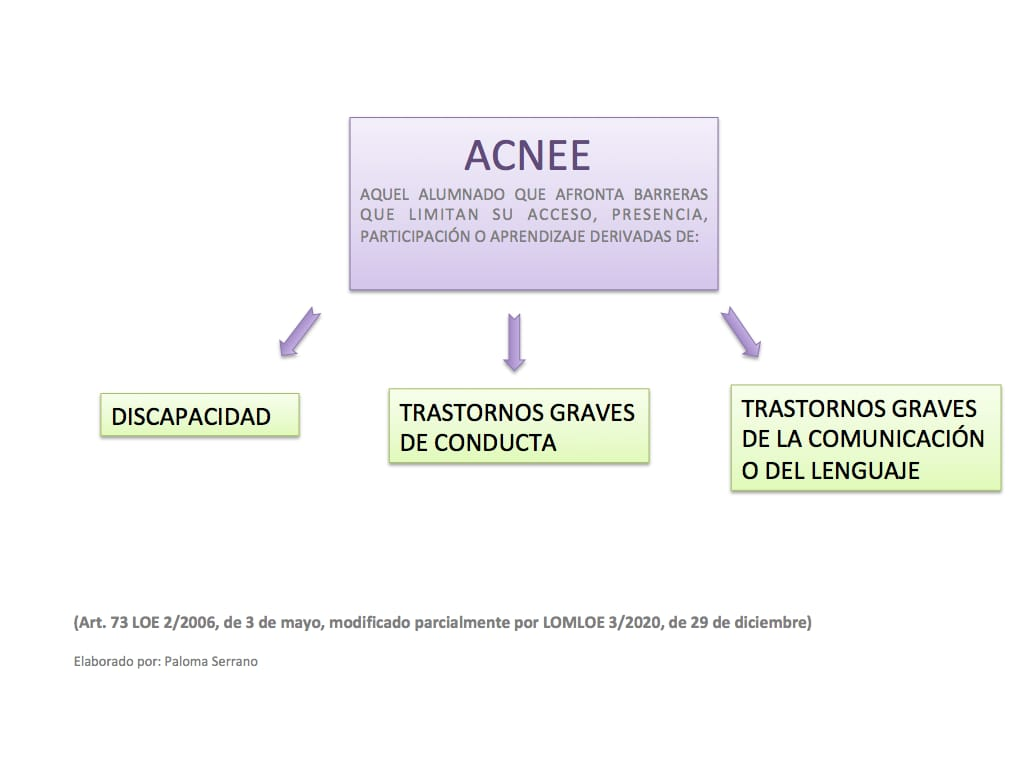 ACNEE
AQUEL ALUMNADO QUE AFRONTA BARRERAS
QUE LIMITAN SU ACCESO, PRESENCIA,
PARTICIPACIÓN O APRENDIZAJE DERIVADAS DE:
DISCAPACIDAD
TRASTORNOS GRAVES
DE CONDUCTA
TRASTORNOS GRAVES
DE LA COMUNICACIÓN
O DEL LENGUAJE
(Art. 73 LOE 2/2006, de 3 de mayo, modificado parcialmente por LOMLOE 3/2020, de 29 de diciembre)
Elaborado por: Paloma Serrano